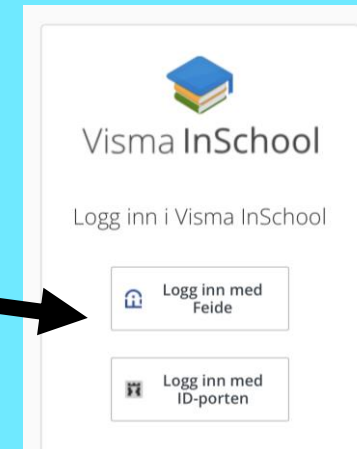 Visma InSchool
Logg inn i Visma InSchool
Logg inn med
Feide
Logg inn med
ID-porten